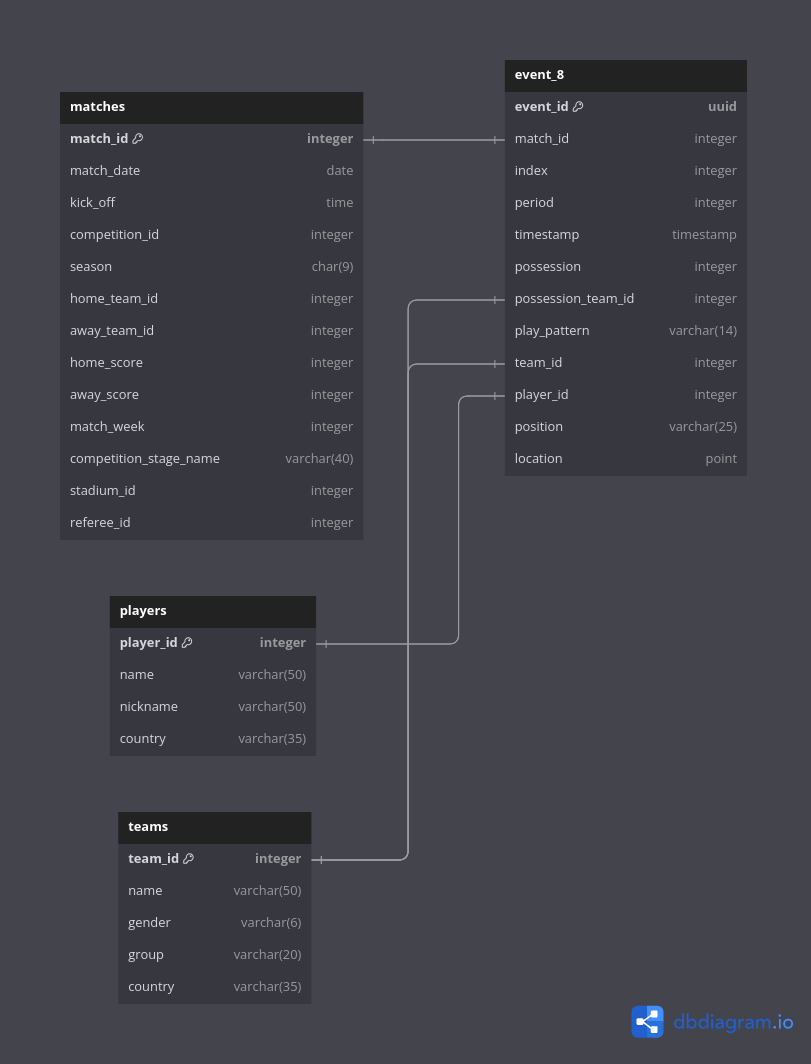 matches
match_id integer
match_date date
kick_off time
competition_id integer
season char(9)
home_team_id integer
away_team_id integer
home_score integer
away_score integer
match_week integer
competition_stage_name varchar(40)
stadium_id integer
referee_id integer
event_8
event_id uuid
match_id integer
index integer
period integer
timestamp timestamp
possession integer
possession_team_id integer
play_pattern varchar(14)
team_id integer
player_id integer
position varchar(25)
location point
players
player_id integer
name varchar(50)
nickname varchar(50)
country varchar(35)
teams
team_id integer
name varchar(50)
gender varchar(6)
group varchar(20)
country varchar(35)
dbdiagram.io